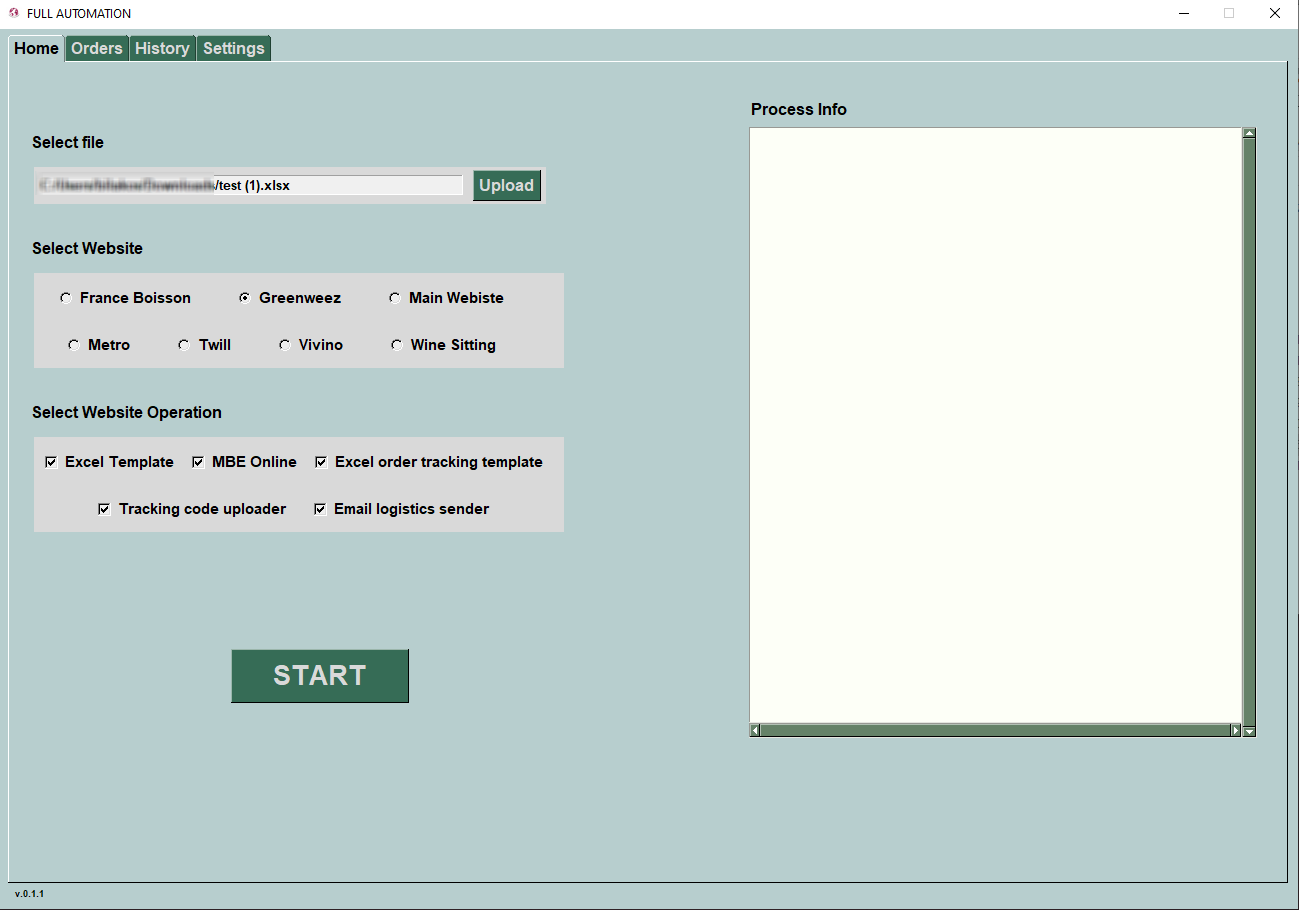 FULL AUTOMATION
Home Orders History Settings
Process Info
Select file
/test (1).xlsx Upload
Select Website
France Boisson Greenweez Main Webiste
Metro Twill Vivino Wine Sitting
Select Website Operation
Excel Template MBE Online Excel order tracking template
Tracking code uploader Email logistics sender
START
v.0.1.1